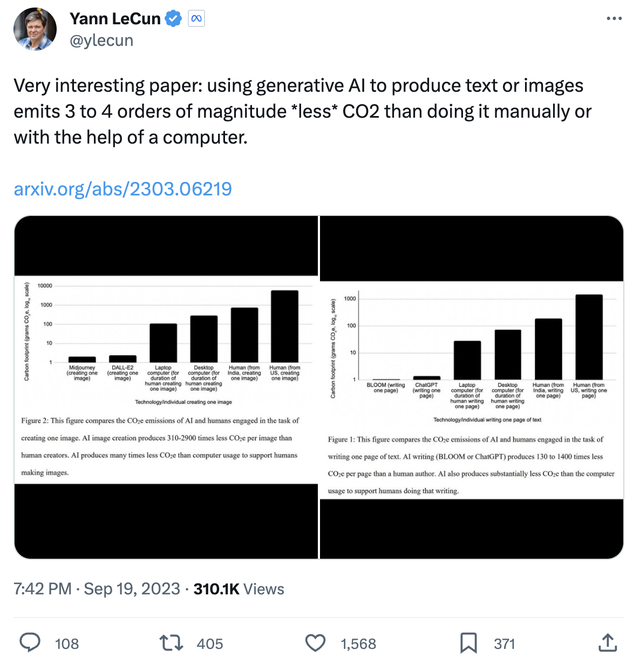 Yann LeCun
@ylecun
Very interesting paper: using generative AI to produce text or images
emits 3 to 4 orders of magnitude *less* CO2 than doing it manually or
with the help of a computer.
arxiv.org/abs/2303.06219
Carbon footprint (grams CO₂e, log₁₀ scale)
10000
1000
100
10
1
Midjourney
(creating one
image)
DALL-E2
(creating one
image)
Laptop
computer (for
duration of
human creating
one image)
Desktop
computer (for
duration of
human creating
one image)
Human (from
India, creating
one image)
Human (from
US, creating
one image)
Technology/individual creating one image
Figure 2: This figure compares the CO₂e emissions of AI and humans engaged in the task of
creating one image. AI image creation produces 310-2900 times less CO₂e per image than
human creators. AI produces many times less CO₂e than computer usage to support humans
making images.
Carbon footprint (grams CO₂e, log₁₀ scale)
1000
100
10
1
BLOOM (writing
one page)
ChatGPT
(writing one
page)
Laptop
computer (for
duration of
human writing
one page)
Desktop
computer (for
duration of
human writing
one page)
Human (from
India, writing
one page)
Human (from
US, writing one
page)
Technology/individual writing one page of text
Figure 1: This figure compares the CO₂e emissions of AI and humans engaged in the task of
writing one page of text. AI writing (BLOOM or ChatGPT) produces 130 to 1400 times less
CO₂e per page than a human author. AI also produces substantially less CO₂e than the computer
usage to support humans doing that writing.
7:42 PM · Sep 19, 2023 · 310.1K Views
108
405
1,568
371